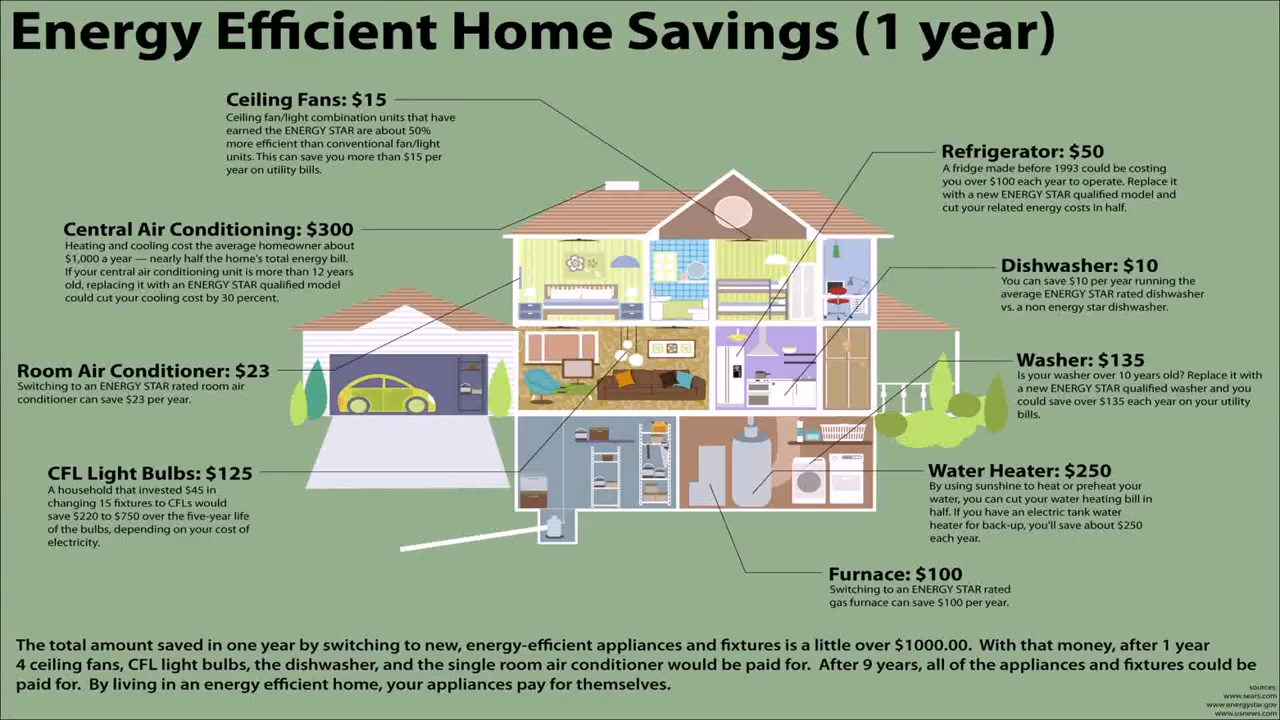 Energy Efficient Home Savings (1 year)
Ceiling Fans: $15
Ceiling fan/light combination units that have
earned the ENERGY STAR are about 50%
more efficient than conventional fan/light
units. This can save you more than $15 per
year on utility bills.
Refrigerator: $50
A fridge made before 1993 could be costing
you over $100 each year to operate. Replace it
with a new ENERGY STAR qualified model and
cut your related energy costs in half.
Central Air Conditioning: $300
Heating and cooling cost the average homeowner about
$1,000 a year — nearly half the home's total energy bill.
If your central air conditioning unit is more than 12 years
old, replacing it with an ENERGY STAR qualified model
could cut your cooling cost by 30 percent.
Dishwasher: $10
You can save $10 per year running the
average ENERGY STAR rated dishwasher
vs. a non energy star dishwasher.
Room Air Conditioner: $23
Switching to an ENERGY STAR rated room air
conditioner can save $23 per year.
Washer: $135
Is your washer over 10 years old? Replace it with
a new ENERGY STAR qualified washer and you
could save over $135 each year on your utility
bills.
CFL Light Bulbs: $125
A household that invested $45 in
changing 15 fixtures to CFLs would
save $220 to $750 over the five-year life
of the bulbs, depending on your cost of
electricity.
Water Heater: $250
By using sunshine to heat or preheat your
water, you can cut your water heating bill in
half. If you have an electric tank water
heater for back-up, you'll save about $250
each year.
Furnace: $100
Switching to an ENERGY STAR rated
gas furnace can save $100 per year.
The total amount saved in one year by switching to new, energy-efficient appliances and fixtures is a little over $1000.00. With that money, after 1 year
4 ceiling fans, CFL light bulbs, the dishwasher, and the single room air conditioner would be paid for. After 9 years, all of the appliances and fixtures could be
paid for. By living in an energy efficient home, your appliances pay for themselves.
sources:
www.sears.com
www.energystar.gov
www.usnews.com